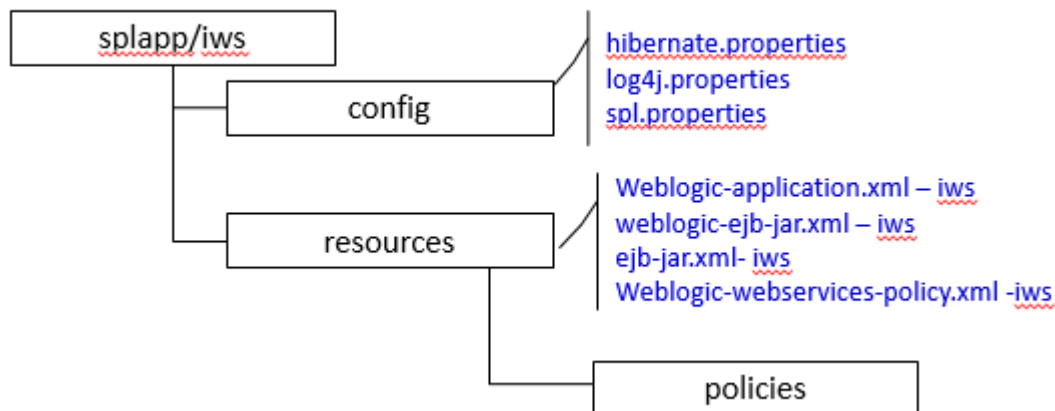 splapp/iws
config
hibernate.properties
log4j.properties
spl.properties
resources
Weblogic-application.xml – iws
weblogic-ejb-jar.xml – iws
ejb-jar.xml- iws
Weblogic-webservices-policy.xml -iws
policies